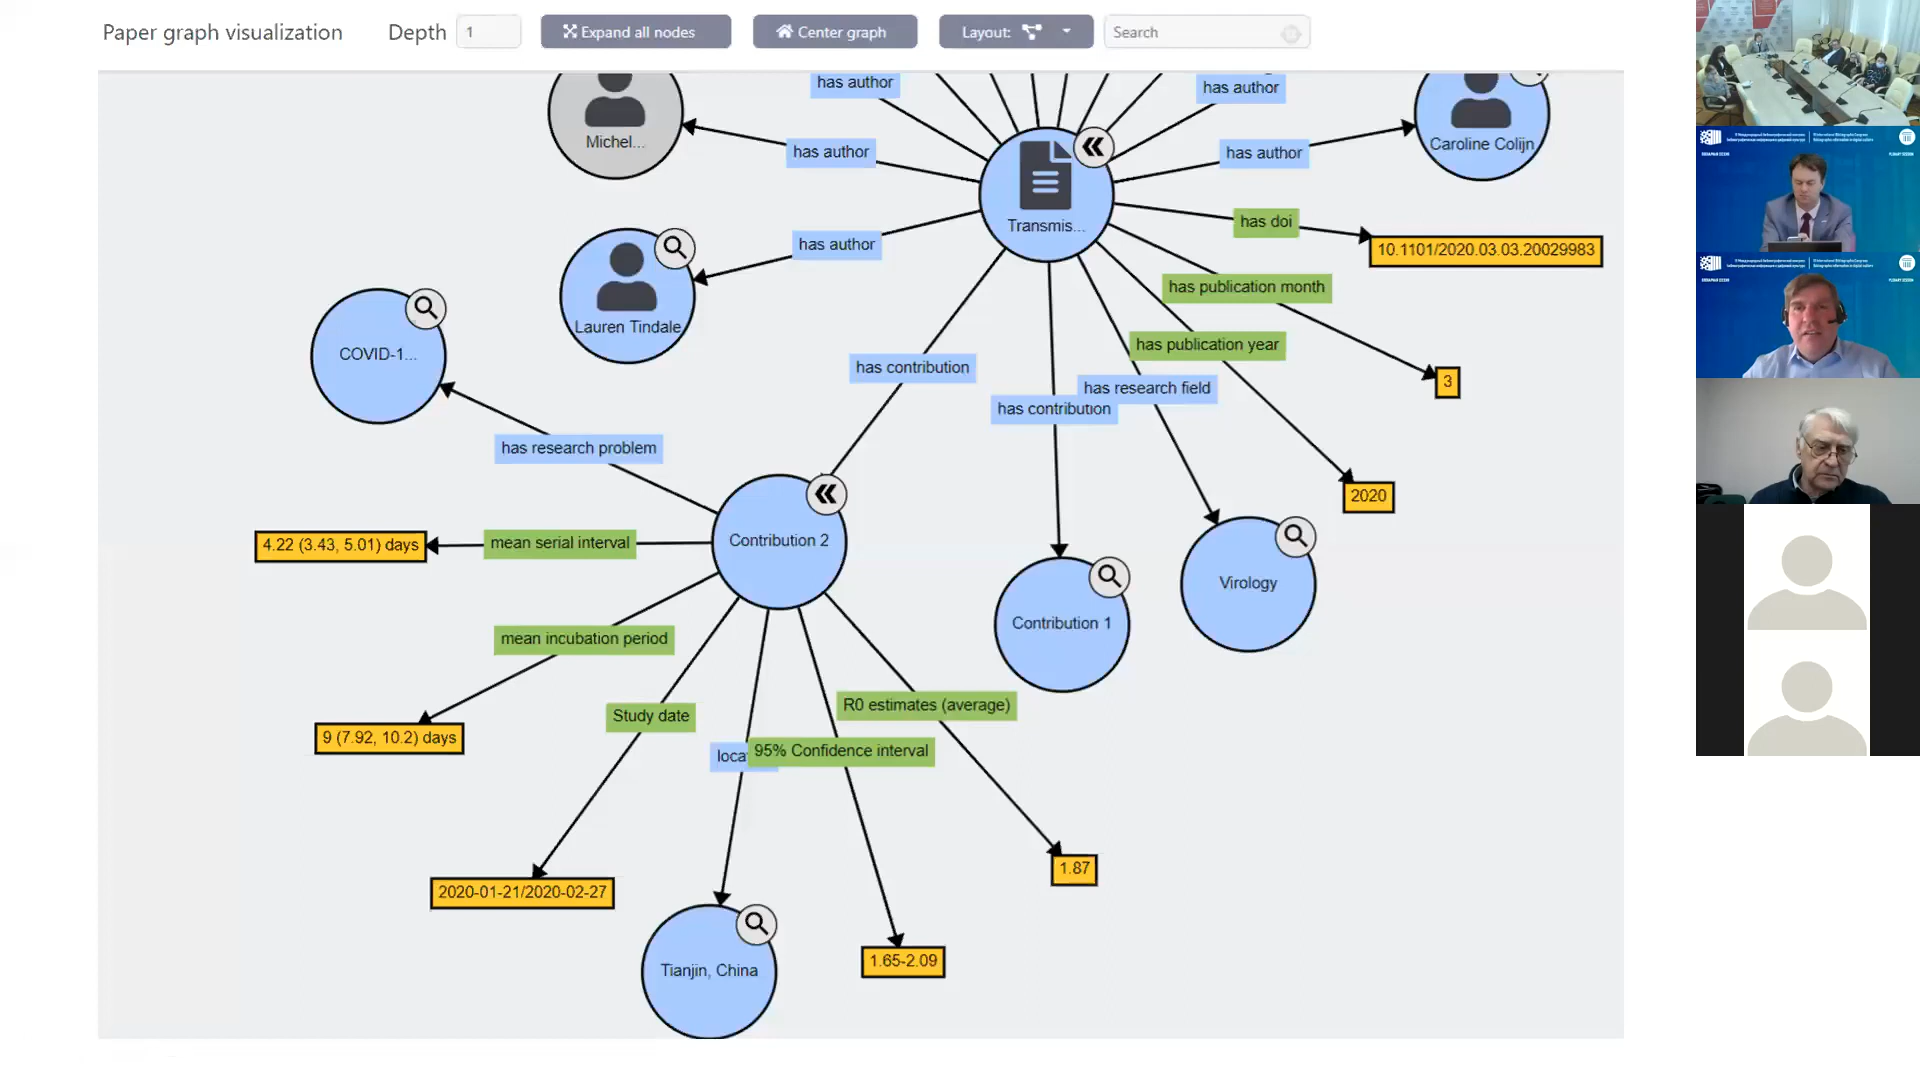 Paper graph visualization
Depth
1
Expand all nodes
Center graph
Layout:
Search
has author
has author
Michel...
has author
Caroline Colijn
has author
has author
Transmis...
has doi
10.1101/2020.03.03.20029983
has author
Lauren Tindale
has publication month
3
has publication year
2020
COVID-1...
has contribution
has research field
has contribution
has research problem
Contribution 2
mean serial interval
4.22 (3.43, 5.01) days
Virology
Contribution 1
mean incubation period
9 (7.92, 10.2) days
Study date
R0 estimates (average)
95% Confidence interval
1.87
2020-01-21/2020-02-27
Tianjin, China
1.65-2.09